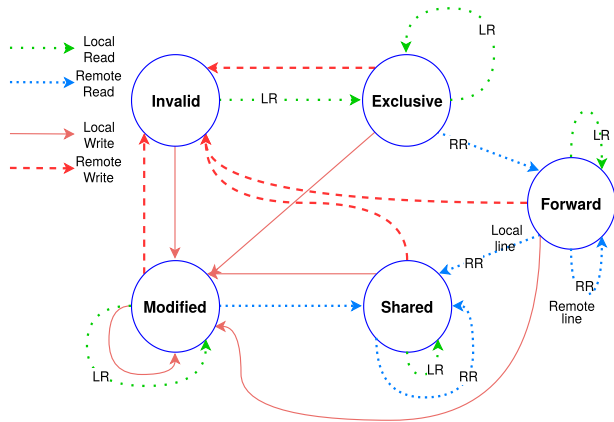 Local
Read
Remote
Read
Local
Write
Remote
Write
LR
Invalid
LR
Exclusive
RR
LR
Forward
Local
line
RR
RR
Remote
line
Modified
Shared
LR
LR
RR